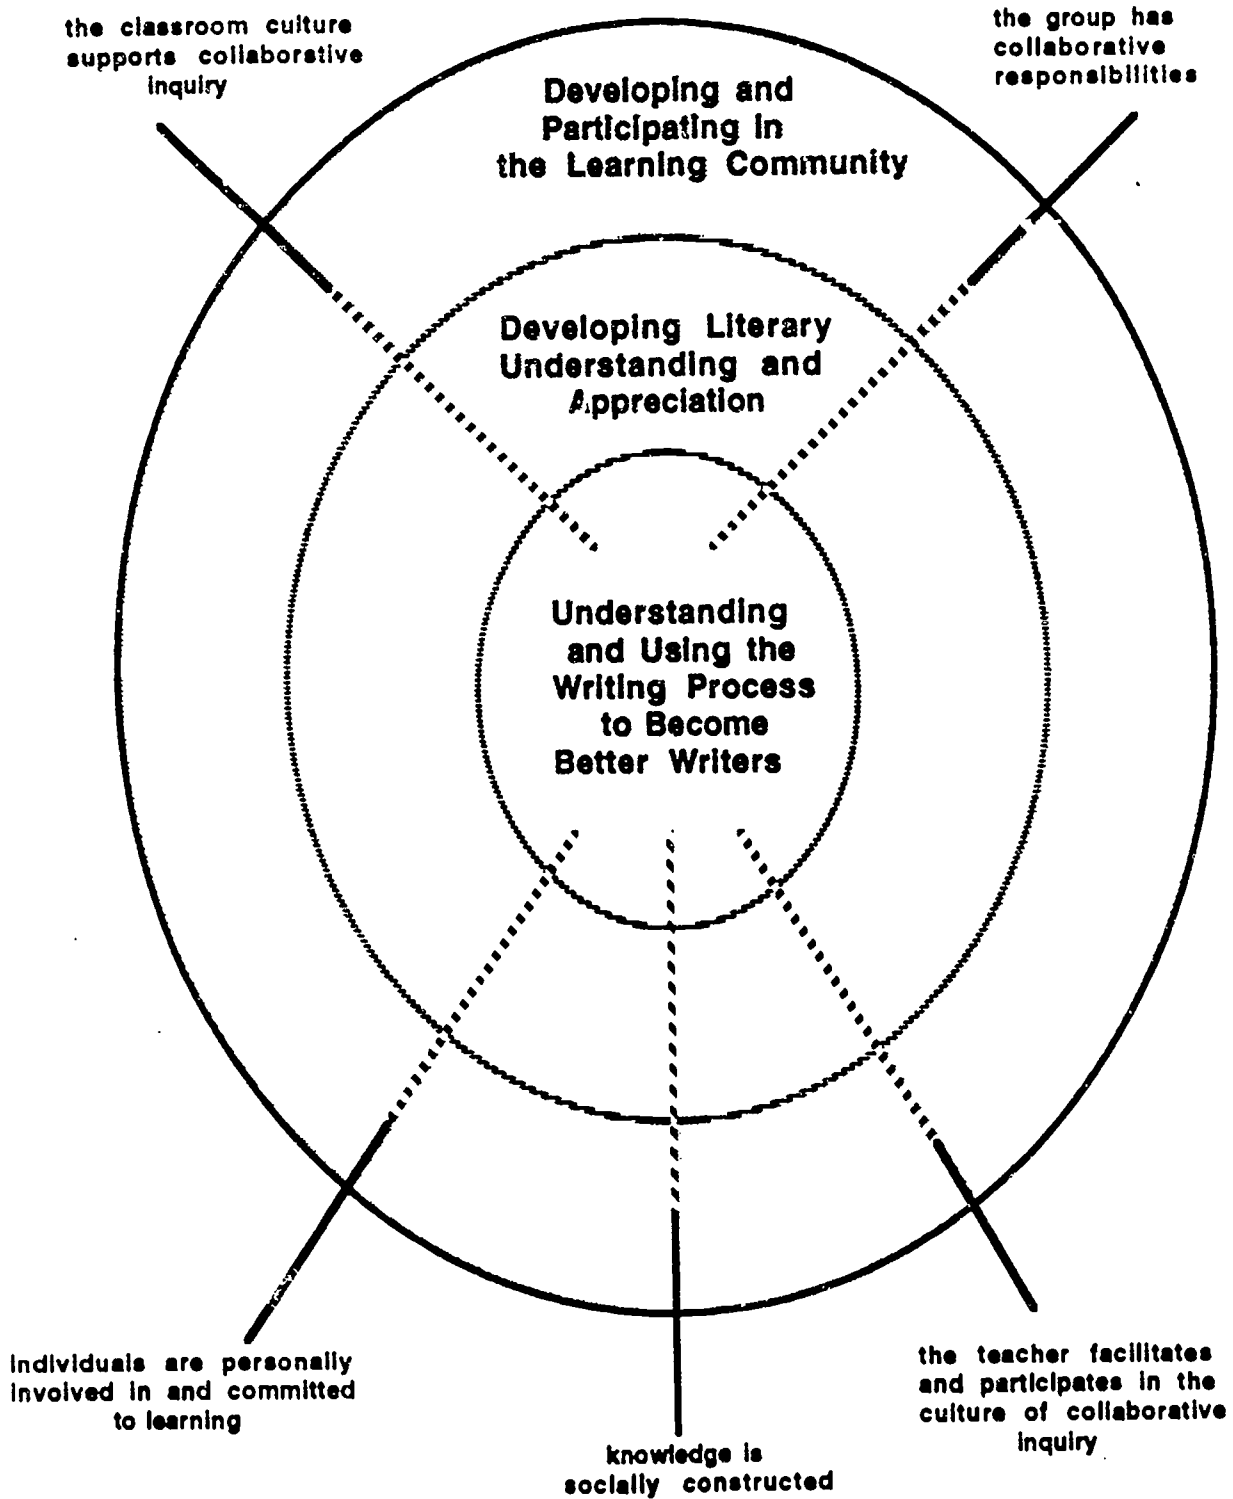 the classroom culture
supports collaborstive
inquiry
the group has
collaborative
responsibilities
Developing and
Participating in
the Learning Community
Developing Literary
Understanding and
Appreciation
Understanding
and Using the
Writing Process
to Become
Better Writers
individuals are personally
involved in and committed
to learning
knowledge is
socially constructed
the teacher facilitates
and participates in the
culture of collaborative
inquiry